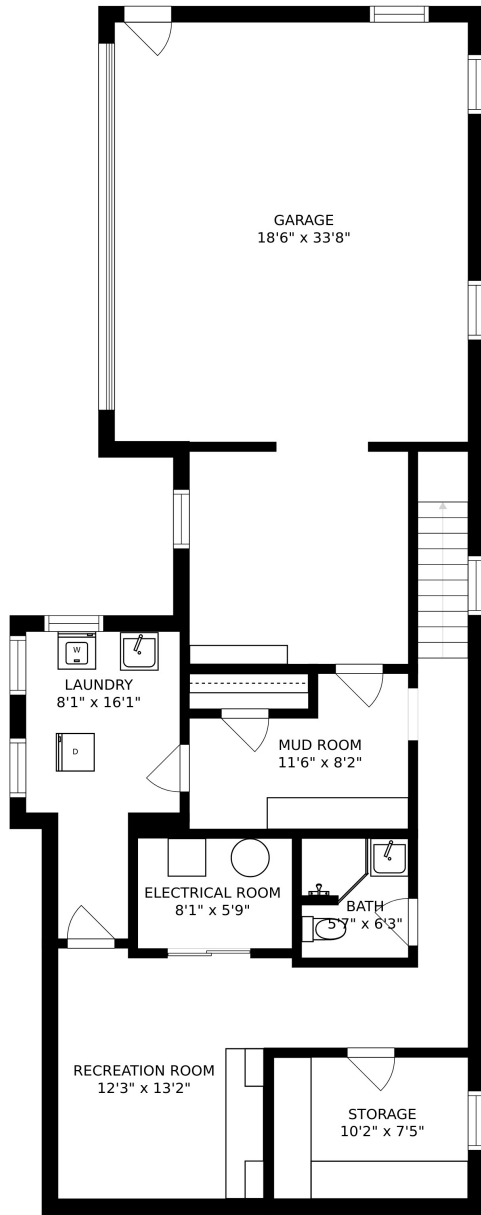 GARAGE
18'6" x 33'8"
W
LAUNDRY
8'1" x 16'1"
D
MUD ROOM
11'6" x 8'2"
ELECTRICAL ROOM
8'1" x 5'9"
BATH
5'7" x 6'3"
RECREATION ROOM
12'3" x 13'2"
STORAGE
10'2" x 7'5"